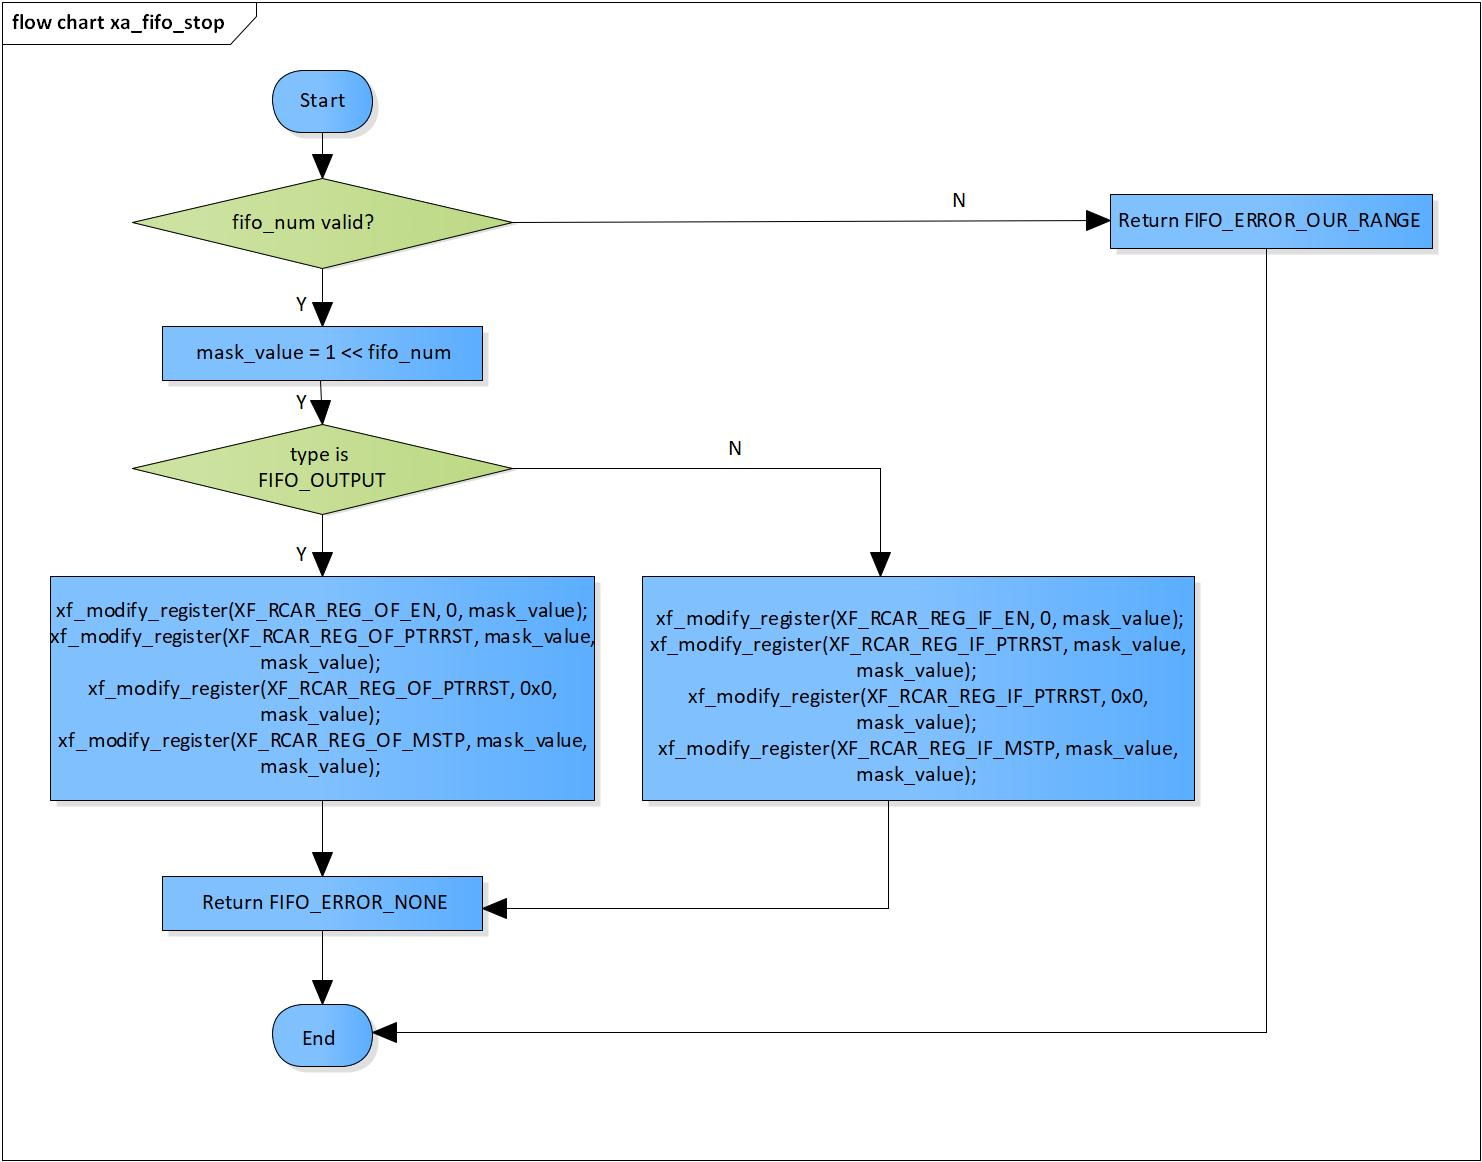 flow chart xa_fifo_stop
Start
fifo_num valid?
N
Return FIFO_ERROR_OUR_RANGE
Y
mask_value = 1 << fifo_num
Y
type is
FIFO_OUTPUT
N
Y
xf_modify_register(XF_RCAR_REG_OF_EN, 0, mask_value);
xf_modify_register(XF_RCAR_REG_OF_PTRRST, mask_value,
mask_value);
xf_modify_register(XF_RCAR_REG_OF_PTRRST, 0x0,
mask_value);
xf_modify_register(XF_RCAR_REG_OF_MSTP, mask_value,
mask_value);
xf_modify_register(XF_RCAR_REG_IF_EN, 0, mask_value);
xf_modify_register(XF_RCAR_REG_IF_PTRRST, mask_value,
mask_value);
xf_modify_register(XF_RCAR_REG_IF_PTRRST, 0x0,
mask_value);
xf_modify_register(XF_RCAR_REG_IF_MSTP, mask_value,
mask_value);
Return FIFO_ERROR_NONE
End